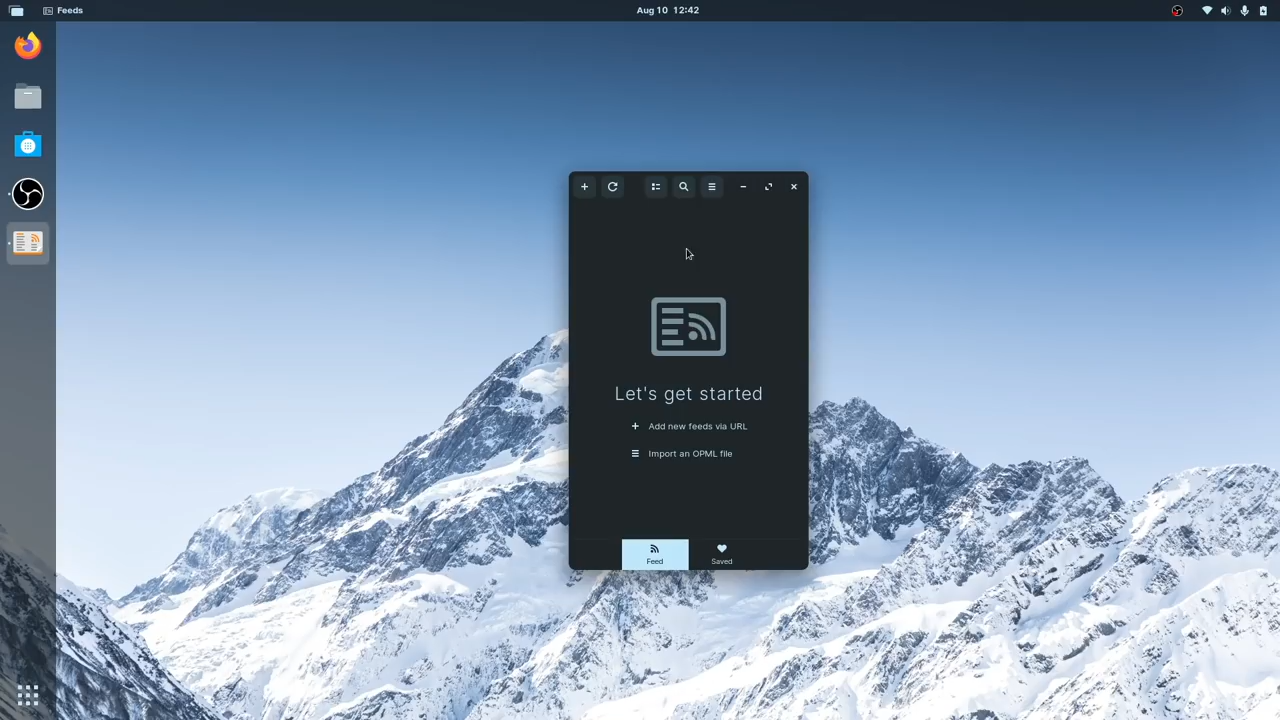 Feeds
Aug 10 12:42
Let's get started
Add new feeds via URL
Import an OPML file
Feed
Saved